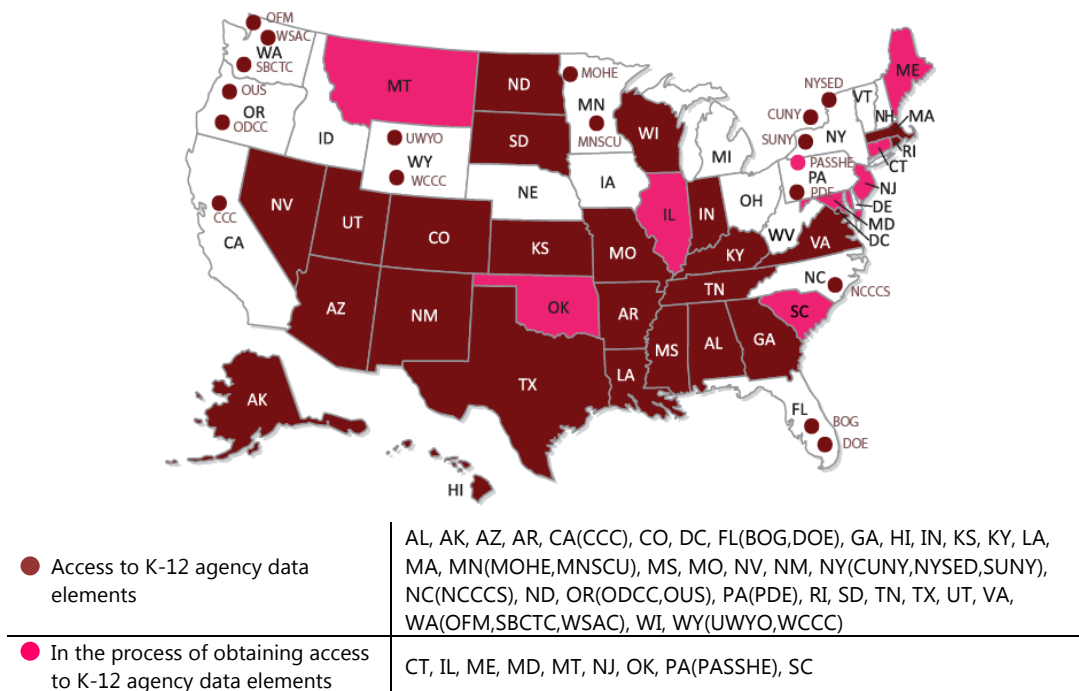 OFM
WSAC
WA
SBCTC
OUS
OR
ODCC
ID
MT
ND
MOHE
MN
MNSCU
SD
WI
UWYO
WY
WCCC
MI
NE
IA
NYSED
ME
VT
NH
MA
CUNY
SUNY
NY
RI
CT
PASSHE
PA
PDE
NJ
DE
MD
DC
CCC
CA
NV
UT
CO
KS
MO
IL
IN
OH
WV
VA
KY
AZ
NM
OK
AR
TN
NC
NCCCS
SC
MS
AL
GA
TX
LA
AK
HI
FL
BOG
DOE
Access to K-12 agency data
elements
AL, AK, AZ, AR, CA(CCC), CO, DC, FL(BOG,DOE), GA, HI, IN, KS, KY, LA,
MA, MN(MOHE,MNSCU), MS, MO, NV, NM, NY(CUNY,NYSED,SUNY),
NC(NCCCS), ND, OR(ODCC,OUS), PA(PDE), RI, SD, TN, TX, UT, VA,
WA(OFM,SBCTC,WSAC), WI, WY(UWYO,WCCC)
In the process of obtaining access
to K-12 agency data elements
CT, IL, ME, MD, MT, NJ, OK, PA(PASSHE), SC